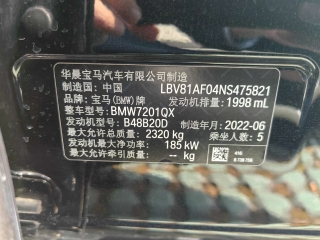 华晨宝马汽车有限公司制造
制造国：中国 LBV81AF04NS475821
品牌：宝马(BMW)牌 发动机排量：1998 mL
整车型号：BMW7201QX
发动机型号：B48B20D 制造年月：2022-06
最大允许总质量：2320 kg 乘坐人数：5
发动机最大净功率：185 kW
最大允许牵引质量：-- kg